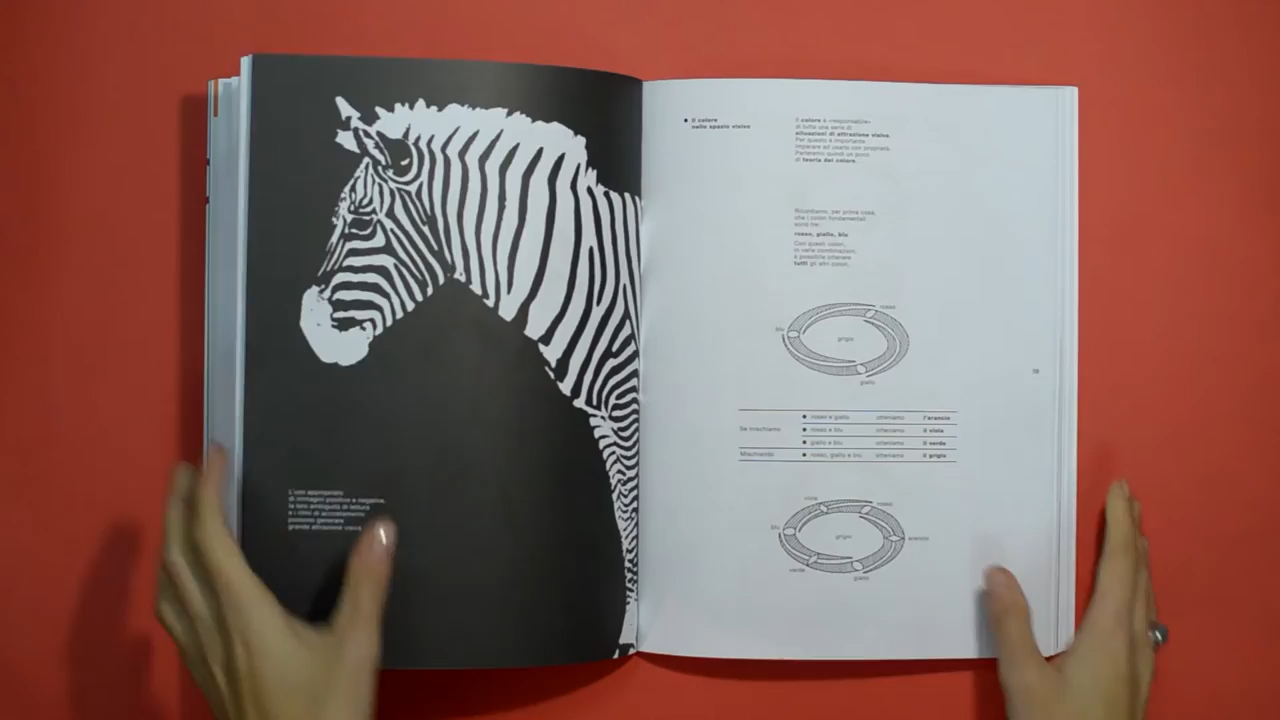 L'uso appropriato
di immagini positive e negative,
la loro ambiguità di lettura
e i ritmi di accostamento
possono generare
grande attrazione visiva.
● Il colore
nello spazio visivo
Il colore è «responsabile»
di tutta una serie di
situazioni di attrazione visiva.
Per questo è importante
imparare ad usarlo con proprietà.
Parleremo quindi un poco
di teoria del colore.
Ricordiamo, per prima cosa,
che i colori fondamentali
sono tre:
rosso, giallo, blu
Con questi colori,
in varie combinazioni,
è possibile ottenere
tutti gli altri colori.
rosso
blu
grigio
giallo
Se mischiamo
● rosso e giallo otteniamo l'arancio
● rosso e blu otteniamo il viola
● giallo e blu otteniamo il verde
Mischiando ● rosso, giallo e blu otteniamo il grigio
viola
rosso
blu
grigio
arancio
verde
giallo